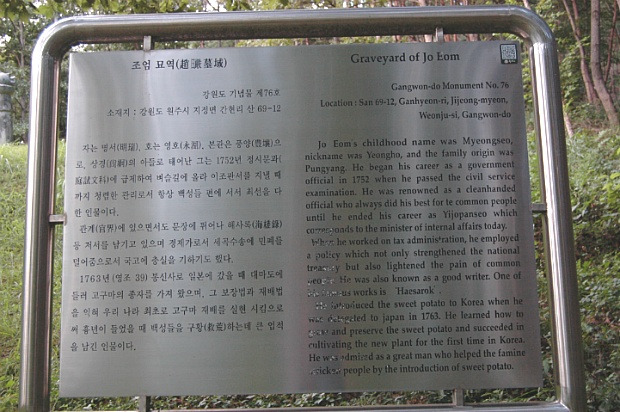 조엄 묘역(趙曮墓域)
강원도 기념물 제76호
소재지 : 강원도 원주시 지정면 간현리 산 69-12
자는 명서(明瑞), 호는 영호(永湖), 본관은 풍양(豊壤)으
로, 상경(尙絅)의 아들로 태어난 그는 1752년 정시문과(
庭試文科)에 급제하여 벼슬길에 올라 이조판서를 지낼 때
까지 청렴한 관리로서 항상 백성들 편에 서서 최선을 다
한 인물이다.
관계(官界)에 있으면서도 문장에 뛰어나 해사록(海槎錄)
등 저서를 남기고 있으며 경제가로서 세곡수송에 민폐를
덜어줌으로서 국고에 충실을 기하기도 했다.
1763년(영조 39) 통신사로 일본에 갔을 때 대마도에
들러 고구마의 종자를 가져 왔으며, 그 보장법과 재배법
을 익혀 우리 나라 최초로 고구마 재배를 실현 시킴으로
써 흉년이 들었을 때 백성들을 구황(救荒)하는데 큰 업적
을 남긴 인물이다.
Graveyard of Jo Eom
Gangwon-do Monument No. 76
Location : San 69-12, Ganhyeon-ri, Jijeong-myeon,
Weonju-si, Gangwon-do
Jo Eom's childhood name was Myeongseo,
nickname was Yeongho, and the family origin was
Pungyang. He began his career as a government
official in 1752 when he passed the civil service
examination. He was renowned as a cleanhanded
official who always did his best for te common people
until he ended his career as Yijopanseo which
corresponds to the minister of internal affairs today.
When he worked on tax administration, he employed
a policy which not only strengthened the national
treasury but also lightened the pain of common
people. He was also known as a good writer. One of
works is Haesarok
introduced the sweet potato to Korea when he
was delegated to japan in 1763. He learned how to
and preserve the sweet potato and succeeded in
cultivating the new plant for the first time in Korea.
He was admized as a great man who helped the famine
people by the introduction of sweet potato.